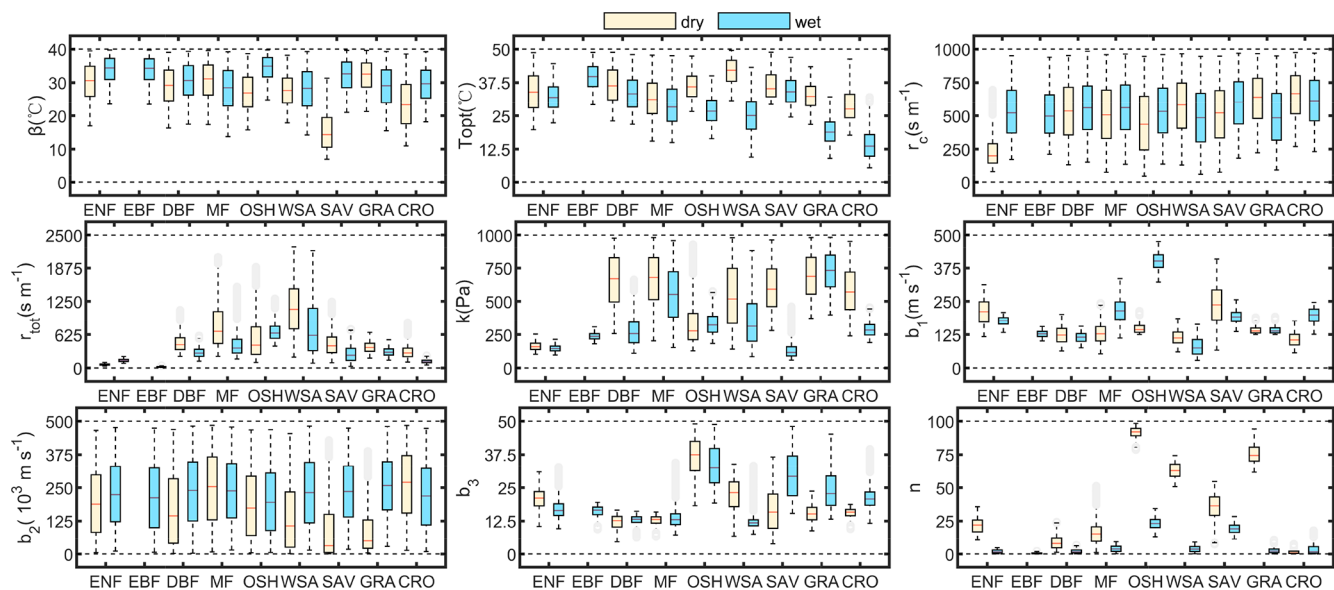 dry wet
40
30
20
10
0
β(℃)
ENF EBF DBF MF OSH WSA SAV GRA CRO
50
37.5
25
12.5
0
Topt(℃)
ENF EBF DBF MF OSH WSA SAV GRA CRO
1000
750
500
250
0
rc(s m-1)
ENF EBF DBF MF OSH WSA SAV GRA CRO
2500
1875
1250
625
0
rtot(s m-1)
ENF EBF DBF MF OSH WSA SAV GRA CRO
1000
750
500
250
0
k(Pa)
ENF EBF DBF MF OSH WSA SAV GRA CRO
500
375
250
125
0
b1(m s-1)
ENF EBF DBF MF OSH WSA SAV GRA CRO
500
375
250
125
0
b2( 103 m s-1)
ENF EBF DBF MF OSH WSA SAV GRA CRO
50
37.5
25
12.5
0
b3
ENF EBF DBF MF OSH WSA SAV GRA CRO
100
75
50
25
0
n
ENF EBF DBF MF OSH WSA SAV GRA CRO